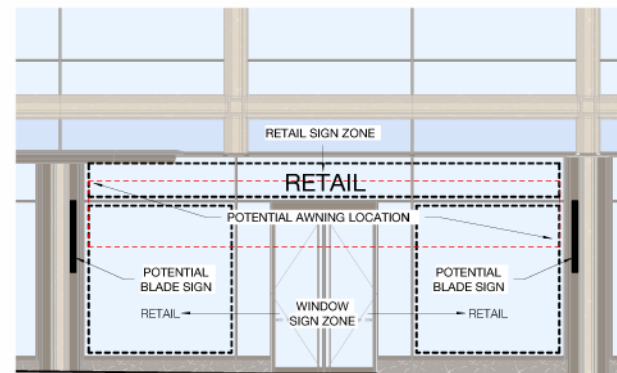 RETAIL SIGN ZONE
RETAIL
POTENTIAL AWNING LOCATION
POTENTIAL
BLADE SIGN
POTENTIAL
BLADE SIGN
WINDOW
SIGN ZONE
RETAIL
RETAIL